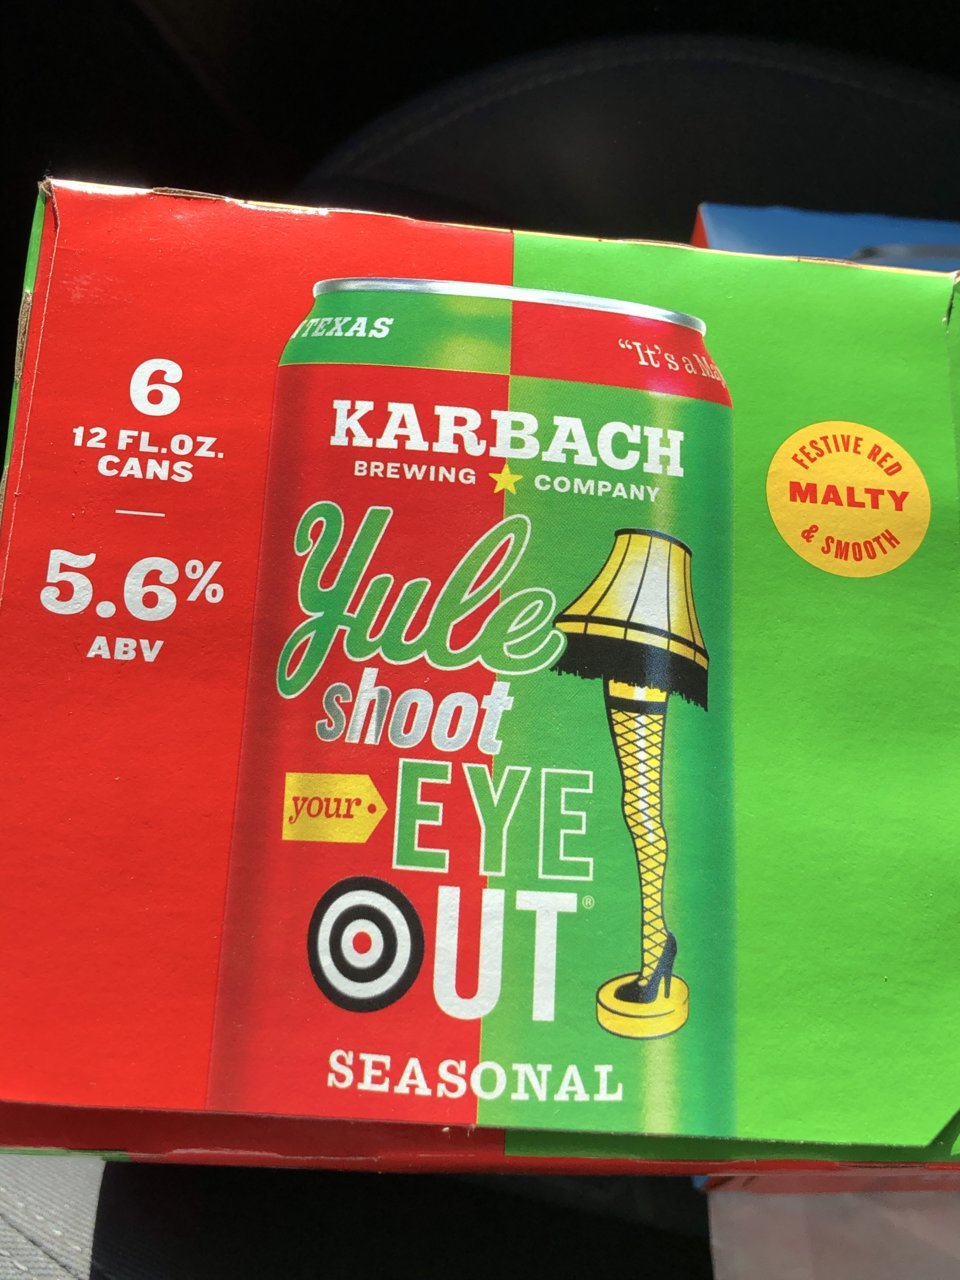 6
12 FL.OZ.
CANS
5.6%
ABV
TEXAS
"It's a
KARBACH
BREWING COMPANY
Yule
shoot
your EYE
OUT®
SEASONAL
FESTIVE RED
MALTY
& SMOOTH